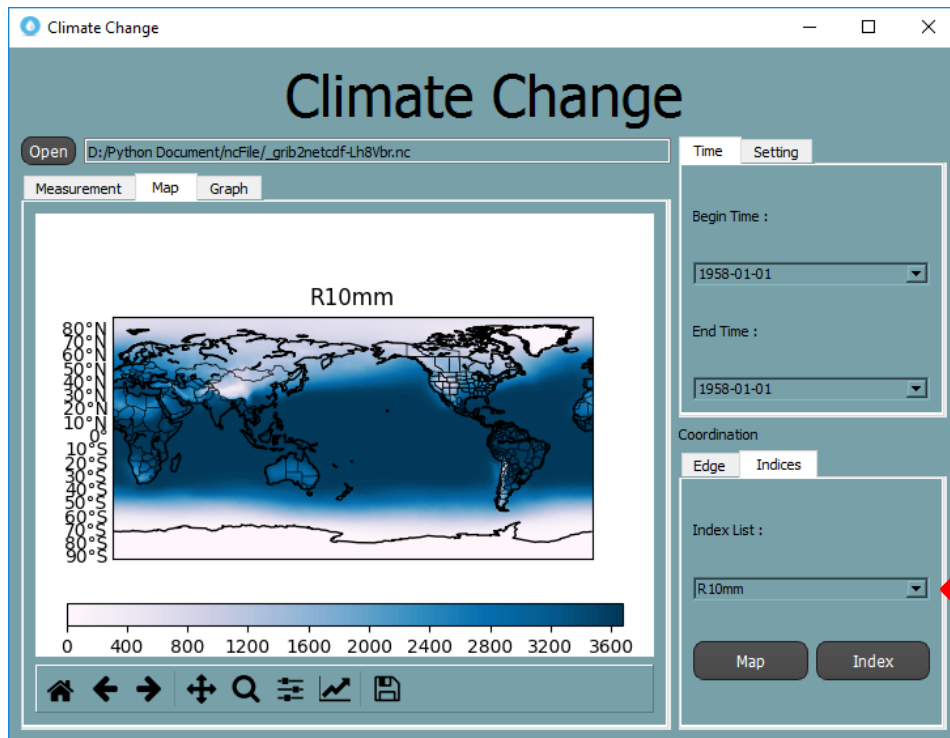 Climate Change
Climate Change
Open
D:/Python Document/ncFile/_grib2netcdf-Lh8Vbr.nc
Measurement
Map
Graph
R10mm
80°N
70°N
60°N
50°N
40°N
30°N
20°N
10°N
0°
10°S
20°S
30°S
40°S
50°S
60°S
70°S
80°S
90°S
0 400 800 1200 1600 2000 2400 2800 3200 3600
Time
Setting
Begin Time :
1958-01-01
End Time :
1958-01-01
Coordination
Edge
Indices
Index List :
R10mm
Map
Index